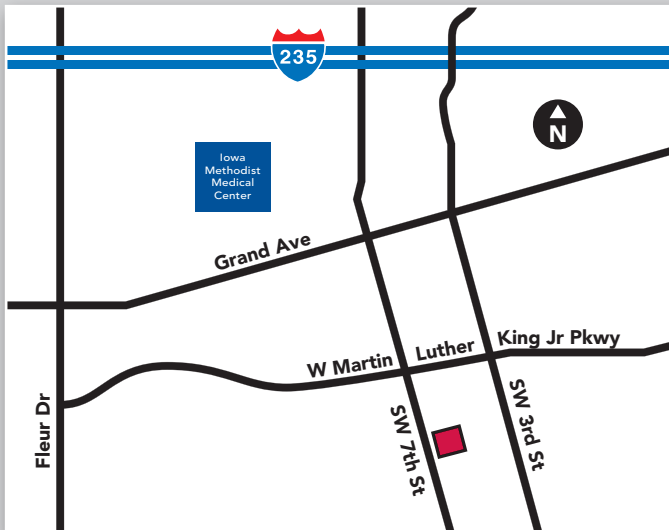 235
N
Iowa
Methodist
Medical
Center
Grand Ave
W Martin Luther King Jr Pkwy
Fleur Dr
SW 7th St
SW 3rd St